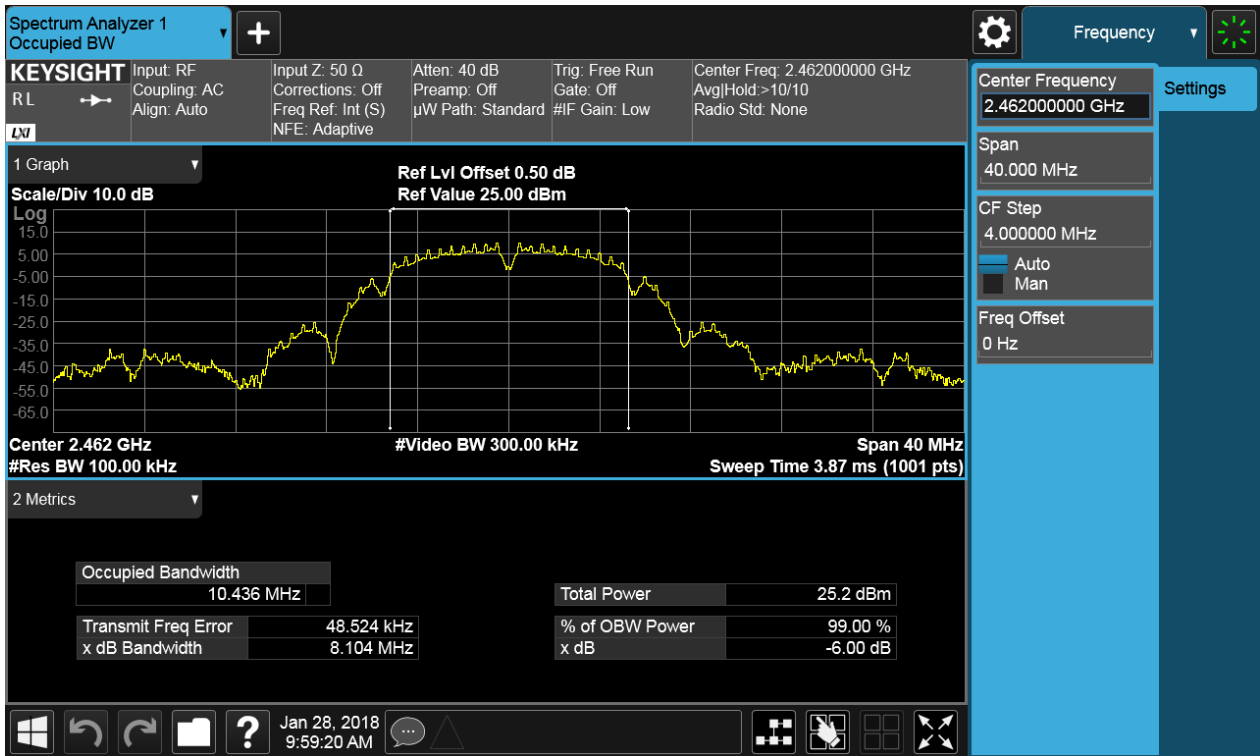 Spectrum Analyzer 1
Occupied BW
+
Frequency
KEYSIGHT
R L
LXI
Input: RF
Coupling: AC
Align: Auto
Input Z: 50 Ω
Corrections: Off
Freq Ref: Int (S)
NFE: Adaptive
Atten: 40 dB
Preamp: Off
µW Path: Standard
Trig: Free Run
Gate: Off
#IF Gain: Low
Center Freq: 2.462000000 GHz
Avg|Hold:>10/10
Radio Std: None
Center Frequency
2.462000000 GHz
Settings
Span
40.000 MHz
CF Step
4.000000 MHz
Auto
Man
Freq Offset
0 Hz
1 Graph
Scale/Div 10.0 dB
Ref Lvl Offset 0.50 dB
Ref Value 25.00 dBm
Log
15.0
5.00
-5.00
-15.0
-25.0
-35.0
-45.0
-55.0
-65.0
Center 2.462 GHz
#Video BW 300.00 kHz
Span 40 MHz
#Res BW 100.00 kHz
Sweep Time 3.87 ms (1001 pts)
2 Metrics
Occupied Bandwidth
10.436 MHz
Total Power 25.2 dBm
Transmit Freq Error 48.524 kHz
% of OBW Power 99.00 %
x dB Bandwidth 8.104 MHz
x dB -6.00 dB
?
Jan 28, 2018
9:59:20 AM